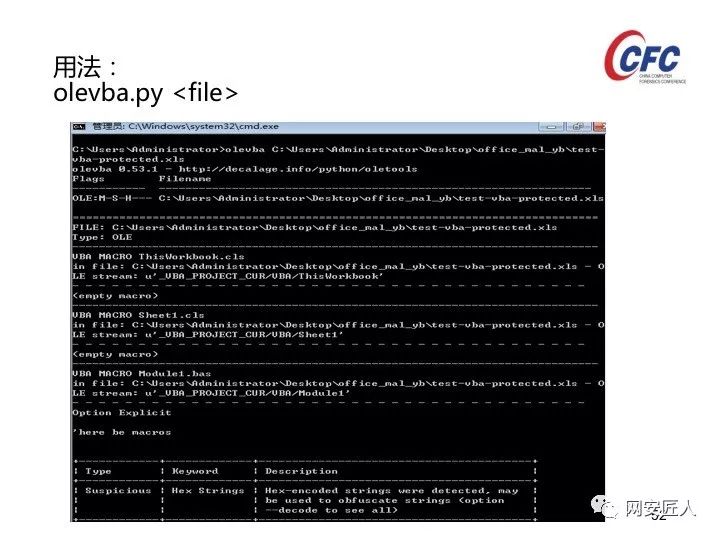 用法：
olevba.py <file>
CFC
CHINA COMPUTER
FORENSICS CONFERENCE
管理员: C:\Windows\system32\cmd.exe
C:\Users\Administrator>olevba C:\Users\Administrator\Desktop\office_mal_yb\test-
vba-protected.xls
olevba 0.53.1 - http://decalage.info/python/oletools
Flags Filename
----------- -----------------------------------------------------------------
OLE:M-S-H--- C:\Users\Administrator\Desktop\office_mal_yb\test-vba-protected.xls
===============================================================================
FILE: C:\Users\Administrator\Desktop\office_mal_yb\test-vba-protected.xls
Type: OLE
-------------------------------------------------------------------------------
VBA MACRO ThisWorkbook.cls
in file: C:\Users\Administrator\Desktop\office_mal_yb\test-vba-protected.xls - O
LE stream: u'_VBA_PROJECT_CUR/VBA/ThisWorkbook'
- - - - - - - - - - - - - - - - - - - - - - - - - - - - - - - - - - - - - - -
(empty macro)
-------------------------------------------------------------------------------
VBA MACRO Sheet1.cls
in file: C:\Users\Administrator\Desktop\office_mal_yb\test-vba-protected.xls - O
LE stream: u'_VBA_PROJECT_CUR/VBA/Sheet1'
- - - - - - - - - - - - - - - - - - - - - - - - - - - - - - - - - - - - - - -
(empty macro)
-------------------------------------------------------------------------------
VBA MACRO Module1.bas
in file: C:\Users\Administrator\Desktop\office_mal_yb\test-vba-protected.xls - O
LE stream: u'_VBA_PROJECT_CUR/VBA/Module1'
- - - - - - - - - - - - - - - - - - - - - - - - - - - - - - - - - - - - - - -
Option Explicit
'here be macros
+------------+-------------+-----------------------------------------+
| Type | Keyword | Description |
+------------+-------------+-----------------------------------------+
| Suspicious | Hex Strings | Hex-encoded strings were detected, may |
| | | be used to obfuscate strings (option |
| | | --decode to see all) |
+------------+-------------+-----------------------------------------+
网安匠人
52